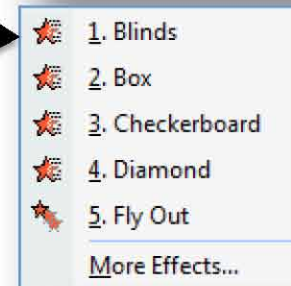 1. Blinds
2. Box
3. Checkerboard
4. Diamond
5. Fly Out
More Effects...